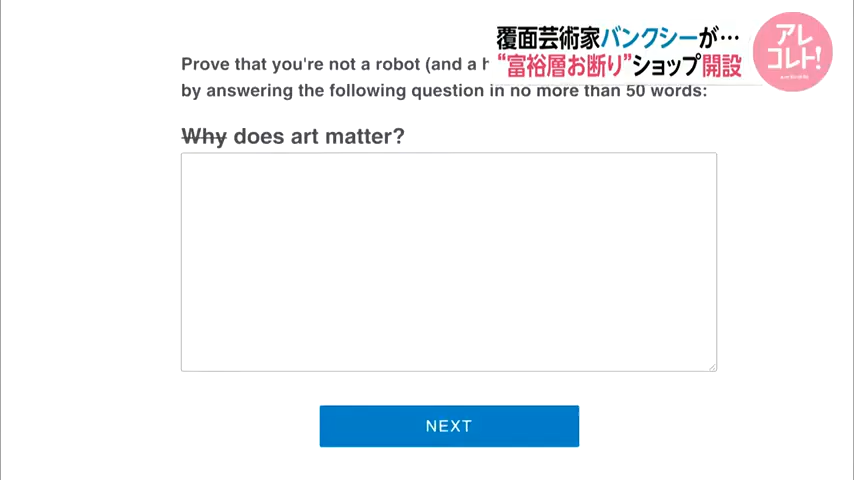 覆面芸術家バンクシーが…
“富裕層お断り”ショップ開設
アレコレト!
Prove that you're not a robot (and a h
by answering the following question in no more than 50 words:
Why does art matter?
NEXT